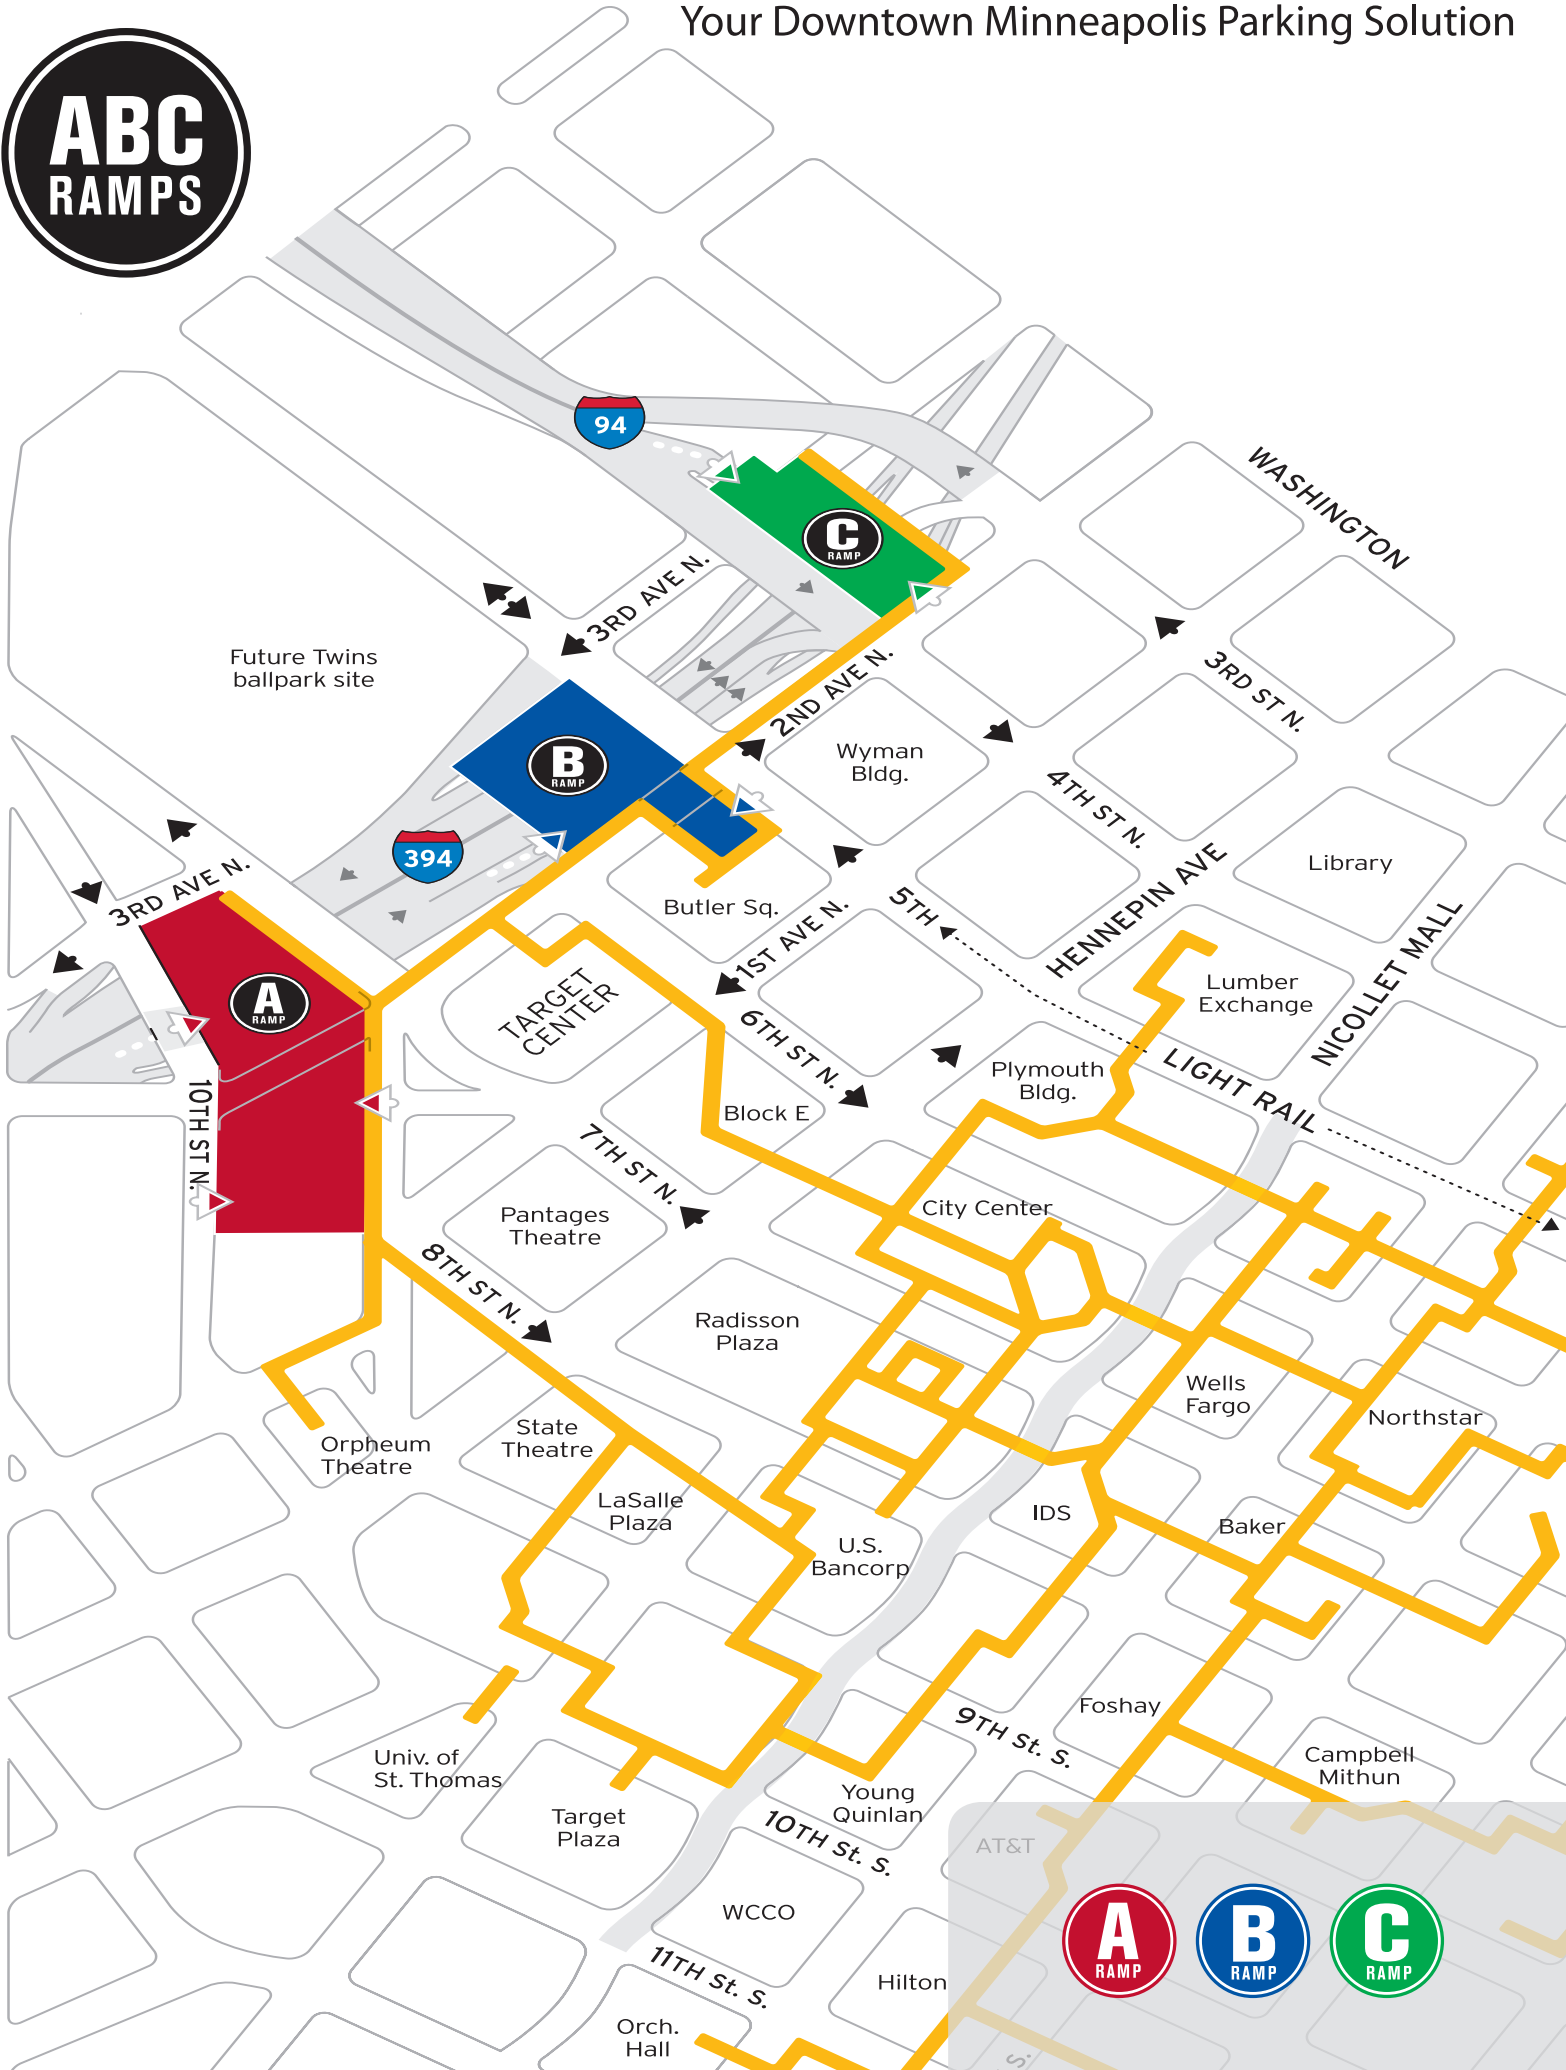 Your Downtown Minneapolis Parking Solution
ABC
RAMPS
94
C
RAMP
WASHINGTON
3RD AVE N.
Future Twins
ballpark site
2ND AVE N.
3RD ST N.
B
RAMP
Wyman
Bldg.
4TH ST N.
394
Library
3RD AVE N.
Butler Sq.
5TH
HENNEPIN AVE
1ST AVE N.
NICOLLET MALL
A
RAMP
TARGET
CENTER
Lumber
Exchange
6TH ST N.
Plymouth
Bldg.
LIGHT RAIL
10TH ST N.
Block E
7TH ST N.
Pantages
Theatre
City Center
8TH ST N.
Radisson
Plaza
Wells
Fargo
Northstar
State
Theatre
Orpheum
Theatre
LaSalle
Plaza
IDS
Baker
U.S.
Bancorp
Foshay
9TH St. S.
Univ. of
St. Thomas
Campbell
Mithun
Young
Quinlan
Target
Plaza
10TH St. S.
AT&T
WCCO
A
RAMP
B
RAMP
C
RAMP
11TH St. S.
Hilton
Orch.
Hall
S.